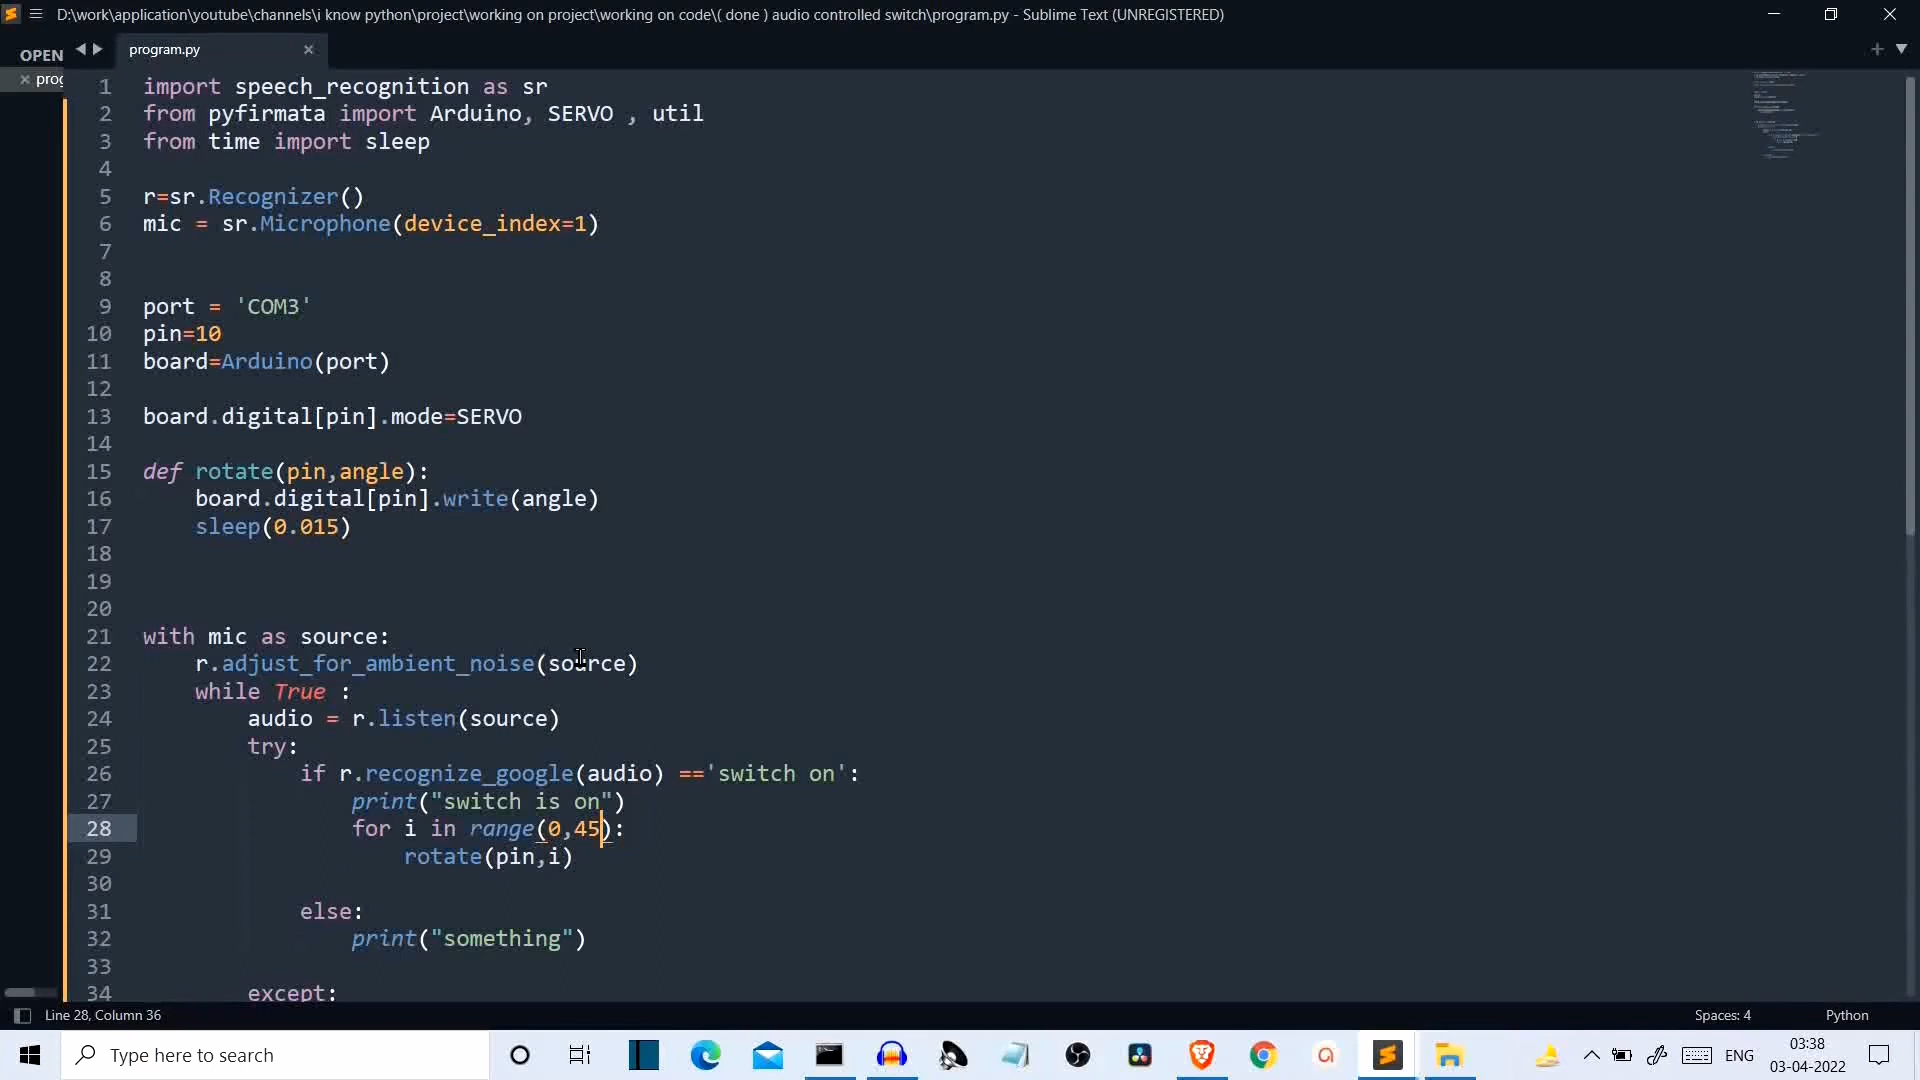 D:\work\application\youtube\channels\i know python\project\working on project\working on code\( done ) audio controlled switch\program.py - Sublime Text (UNREGISTERED)
OPEN
program.py
prog
1 import speech_recognition as sr
2 from pyfirmata import Arduino, SERVO , util
3 from time import sleep
4
5 r=sr.Recognizer()
6 mic = sr.Microphone(device_index=1)
7
8
9 port = 'COM3'
10 pin=10
11 board=Arduino(port)
12
13 board.digital[pin].mode=SERVO
14
15 def rotate(pin,angle):
16     board.digital[pin].write(angle)
17     sleep(0.015)
18
19
20
21 with mic as source:
22     r.adjust_for_ambient_noise(source)
23     while True :
24         audio = r.listen(source)
25         try:
26             if r.recognize_google(audio) =='switch on':
27                 print("switch is on")
28                 for i in range(0,45):
29                     rotate(pin,i)
30
31             else:
32                 print("something")
33
34         except:
Line 28, Column 36
Spaces: 4
Python
Type here to search
ENG
03:38
03-04-2022